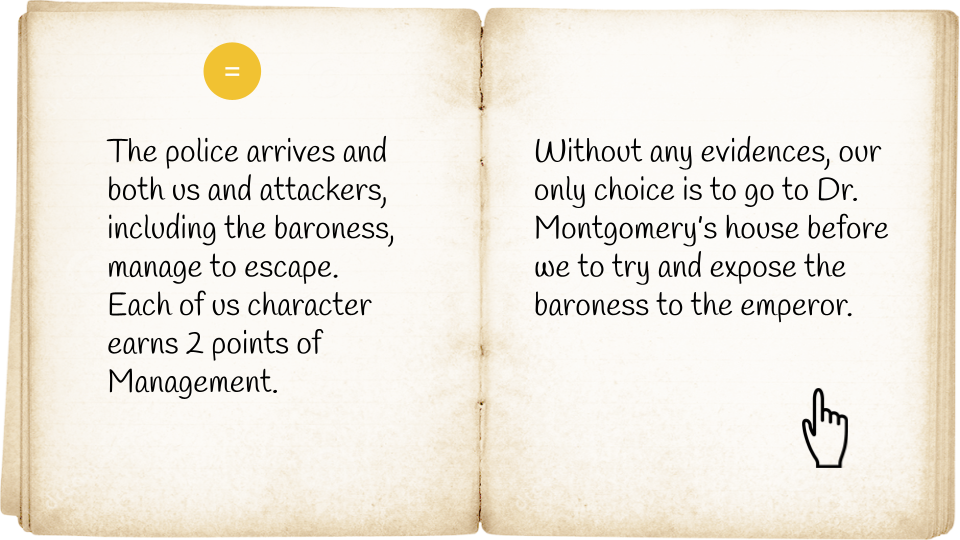 =
The police arrives and
both us and attackers,
including the baroness,
manage to escape.
Each of us character
earns 2 points of
Management.
Without any evidences, our
only choice is to go to Dr.
Montgomery's house before
we to try and expose the
baroness to the emperor.